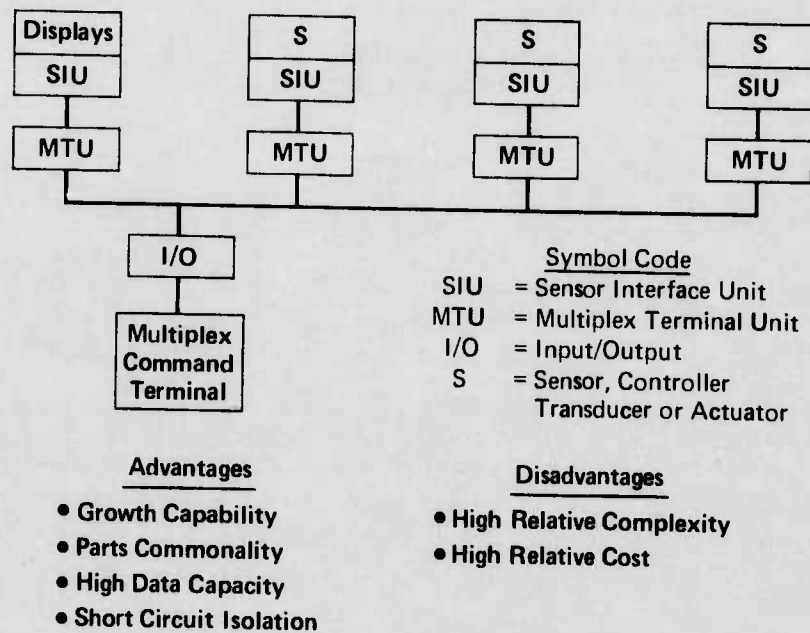 Displays S S S
SIU SIU SIU SIU
MTU MTU MTU MTU
I/O
Multiplex
Command
Terminal
Symbol Code
SIU = Sensor Interface Unit
MTU = Multiplex Terminal Unit
I/O = Input/Output
S = Sensor, Controller
Transducer or Actuator
Advantages
• Growth Capability
• Parts Commonality
• High Data Capacity
• Short Circuit Isolation
Disadvantages
• High Relative Complexity
• High Relative Cost